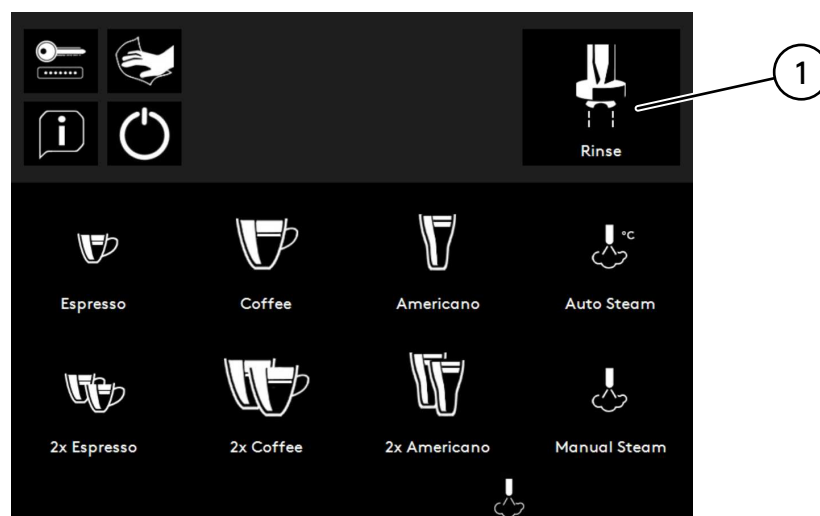 1
Rinse
°C
Espresso
Coffee
Americano
Auto Steam
2x Espresso
2x Coffee
2x Americano
Manual Steam